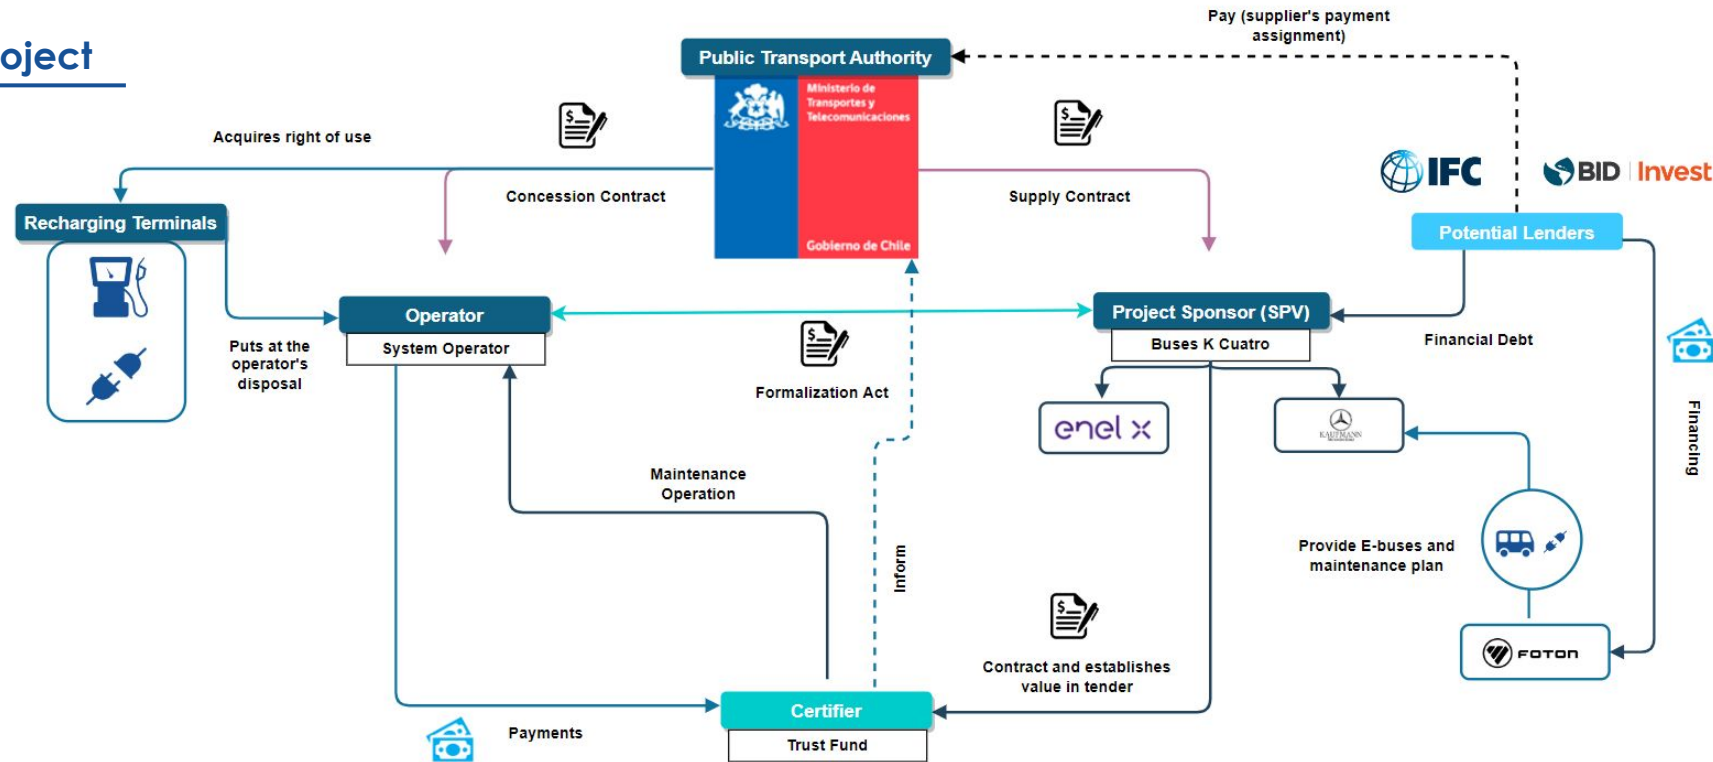 oject
Pay (supplier's payment
assignment)
Public Transport Authority
Ministerio de
Transportes y
Telecomunicaciones
Gobierno de Chile
Acquires right of use
Concession Contract
Supply Contract
IFC
BID Invest
Recharging Terminals
Potential Lenders
Operator
System Operator
Project Sponsor (SPV)
Buses K Cuatro
Puts at the
operator's
disposal
Formalization Act
Financial Debt
enel x
KAUFMANN
Financing
Maintenance
Operation
Inform
Provide E-buses and
maintenance plan
FOTON
Contract and establishes
value in tender
Certifier
Trust Fund
Payments